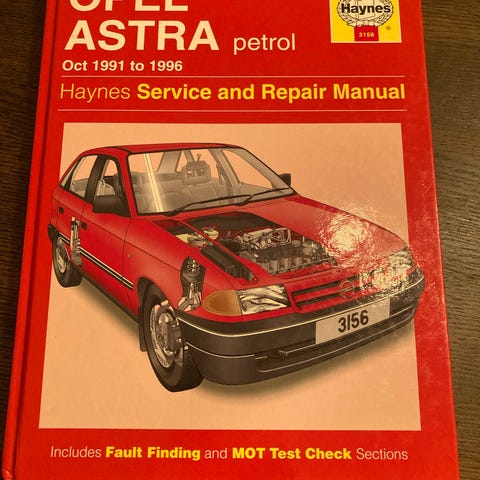 OPEL
ASTRA petrol
Haynes
3156
Oct 1991 to 1996
Haynes Service and Repair Manual
3156
Includes Fault Finding and MOT Test Check Sections